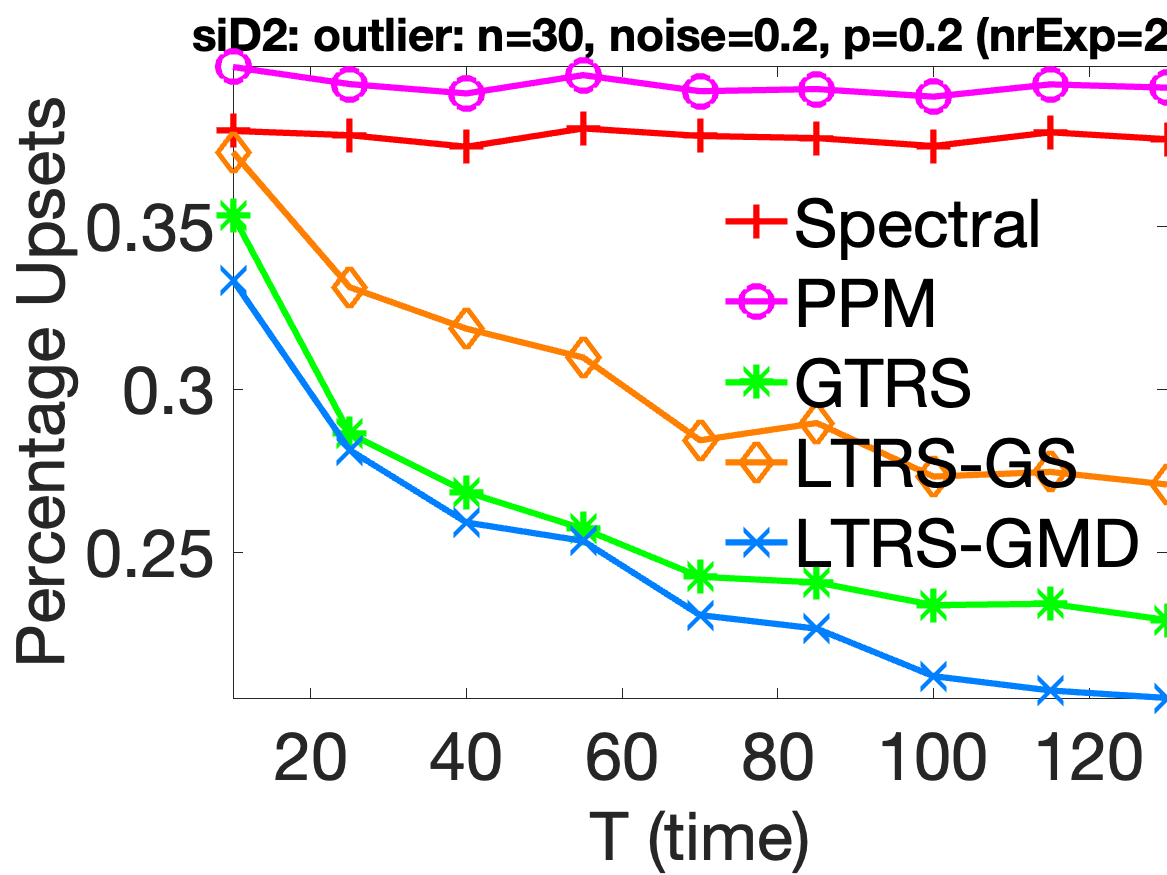 siD2: outlier: n=30, noise=0.2, p=0.2 (nrExp=2
Percentage Upsets
0.35
0.3
0.25
Spectral
PPM
GTRS
LTRS-GS
LTRS-GMD
20 40 60 80 100 120
T (time)